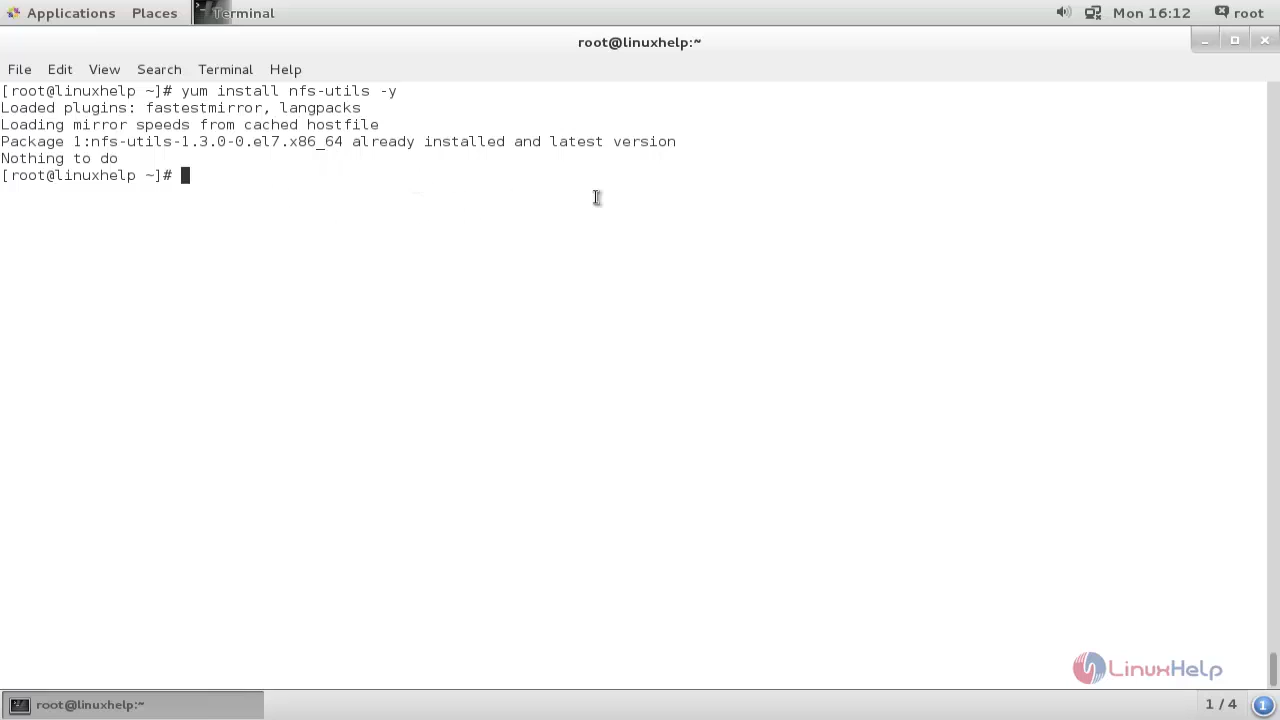 Applications Places Terminal Mon 16:12 root
root@linuxhelp:~
File Edit View Search Terminal Help
[root@linuxhelp ~]# yum install nfs-utils -y
Loaded plugins: fastestmirror, langpacks
Loading mirror speeds from cached hostfile
Package 1:nfs-utils-1.3.0-0.el7.x86_64 already installed and latest version
Nothing to do
[root@linuxhelp ~]#
LinuxHelp
root@linuxhelp:~ 1 / 4 1